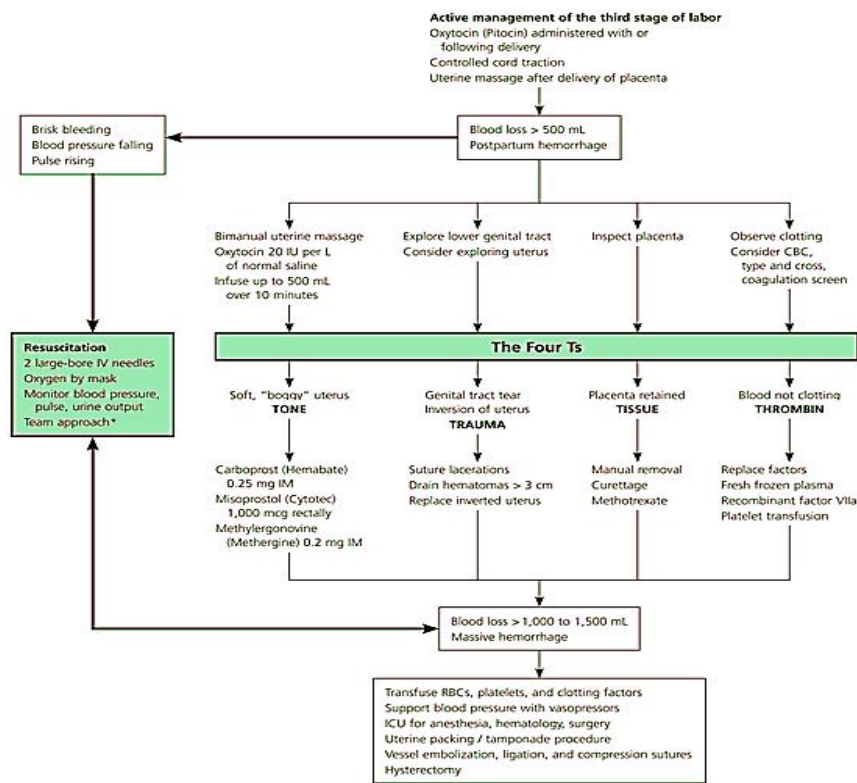 Active management of the third stage of labor
Oxytocin (Pitocin) administered with or
following delivery
Controlled cord traction
Uterine massage after delivery of placenta
Brisk bleeding
Blood pressure falling
Pulse rising
Blood loss > 500 mL
Postpartum hemorrhage
Bimanual uterine massage
Oxytocin 20 IU per L
of normal saline
Infuse up to 500 mL
over 10 minutes
Explore lower genital tract
Consider exploring uterus
Inspect placenta
Observe clotting
Consider CBC,
type and cross,
coagulation screen
Resuscitation
2 large-bore IV needles
Oxygen by mask
Monitor blood pressure,
pulse, urine output
Team approach*
The Four Ts
Soft, "boggy" uterus
TONE
Genital tract tear
Inversion of uterus
TRAUMA
Placenta retained
TISSUE
Blood not clotting
THROMBIN
Carboprost (Hemabate)
0.25 mg IM
Misoprostol (Cytotec)
1,000 mcg rectally
Methylergonovine
(Methergine) 0.2 mg IM
Suture lacerations
Drain hematomas > 3 cm
Replace inverted uterus
Manual removal
Curettage
Methotrexate
Replace factors
Fresh frozen plasma
Recombinant factor VIIa
Platelet transfusion
Blood loss > 1,000 to 1,500 mL
Massive hemorrhage
Transfuse RBCs, platelets, and clotting factors
Support blood pressure with vasopressors
ICU for anesthesia, hematology, surgery
Uterine packing / tamponade procedure
Vessel embolization, ligation, and compression sutures
Hysterectomy